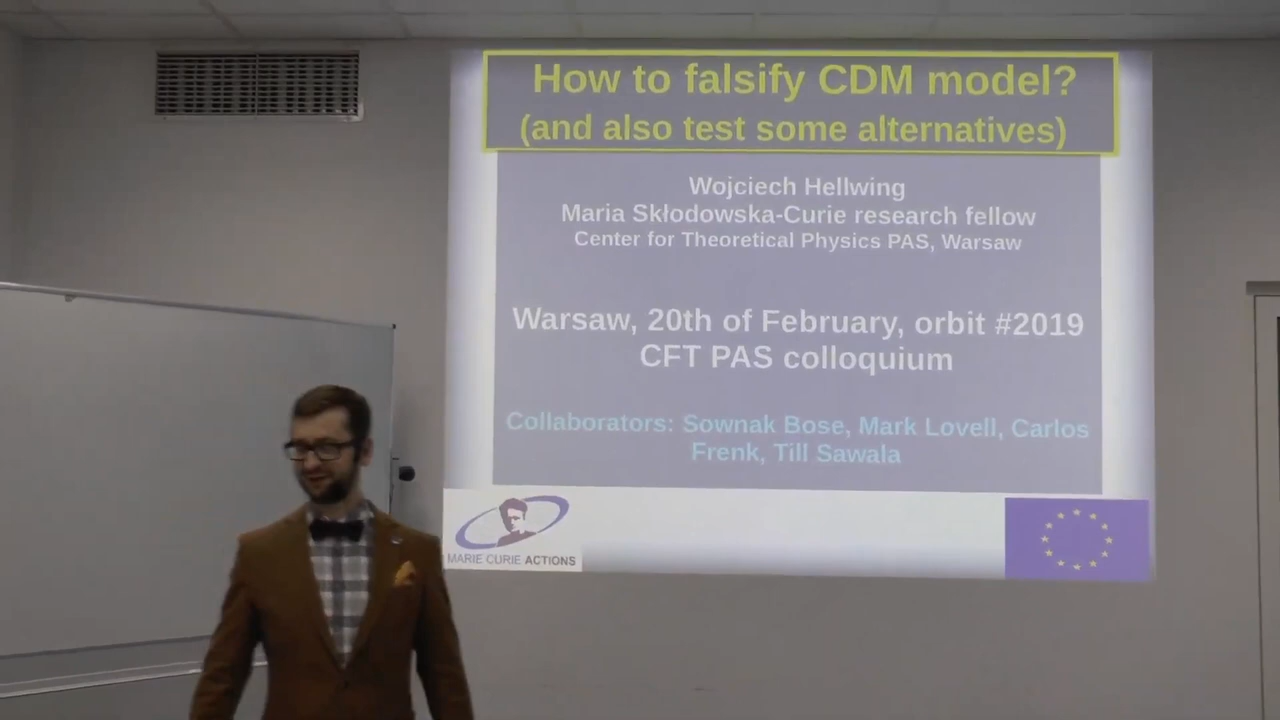 How to falsify CDM model?
(and also test some alternatives)
Wojciech Hellwing
Maria Skłodowska-Curie research fellow
Center for Theoretical Physics PAS, Warsaw
Warsaw, 20th of February, orbit #2019
CFT PAS colloquium
Collaborators: Sownak Bose, Mark Lovell, Carlos
Frenk, Till Sawala
MARIE CURIE ACTIONS